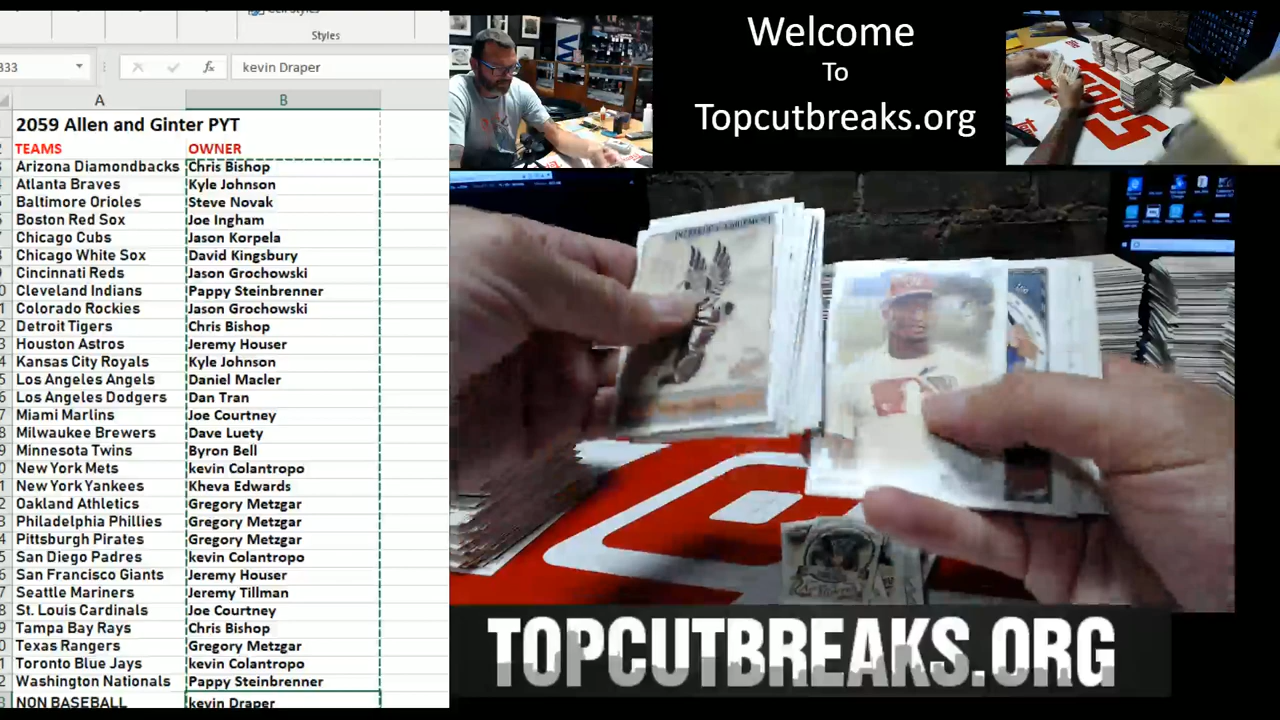 Styles
333
fx
kevin Draper
A
B
2059 Allen and Ginter PYT
TEAMS OWNER
Arizona Diamondbacks Chris Bishop
Atlanta Braves Kyle Johnson
Baltimore Orioles Steve Novak
Boston Red Sox Joe Ingham
Chicago Cubs Jason Korpela
Chicago White Sox David Kingsbury
Cincinnati Reds Jason Grochowski
Cleveland Indians Pappy Steinbrenner
Colorado Rockies Jason Grochowski
Detroit Tigers Chris Bishop
Houston Astros Jeremy Houser
Kansas City Royals Kyle Johnson
Los Angeles Angels Daniel Macler
Los Angeles Dodgers Dan Tran
Miami Marlins Joe Courtney
Milwaukee Brewers Dave Luety
Minnesota Twins Byron Bell
New York Mets kevin Colantropo
New York Yankees Kheva Edwards
Oakland Athletics Gregory Metzgar
Philadelphia Phillies Gregory Metzgar
Pittsburgh Pirates Gregory Metzgar
San Diego Padres kevin Colantropo
San Francisco Giants Jeremy Houser
Seattle Mariners Jeremy Tillman
St. Louis Cardinals Joe Courtney
Tampa Bay Rays Chris Bishop
Texas Rangers Gregory Metzgar
Toronto Blue Jays kevin Colantropo
Washington Nationals Pappy Steinbrenner
NON BASEBALL kevin Draper
Welcome
To
Topcutbreaks.org
TOPCUTBREAKS.ORG